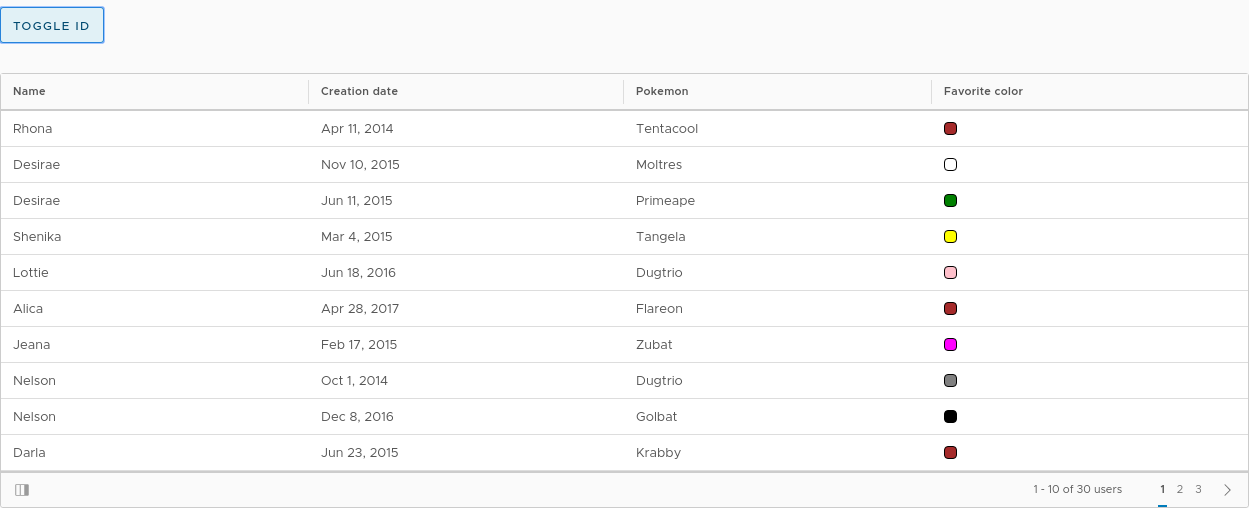 TOGGLE ID
Name Creation date Pokemon Favorite color
Rhona Apr 11, 2014 Tentacool
Desirae Nov 10, 2015 Moltres
Desirae Jun 11, 2015 Primeape
Shenika Mar 4, 2015 Tangela
Lottie Jun 18, 2016 Dugtrio
Alica Apr 28, 2017 Flareon
Jeana Feb 17, 2015 Zubat
Nelson Oct 1, 2014 Dugtrio
Nelson Dec 8, 2016 Golbat
Darla Jun 23, 2015 Krabby
1 - 10 of 30 users 1 2 3